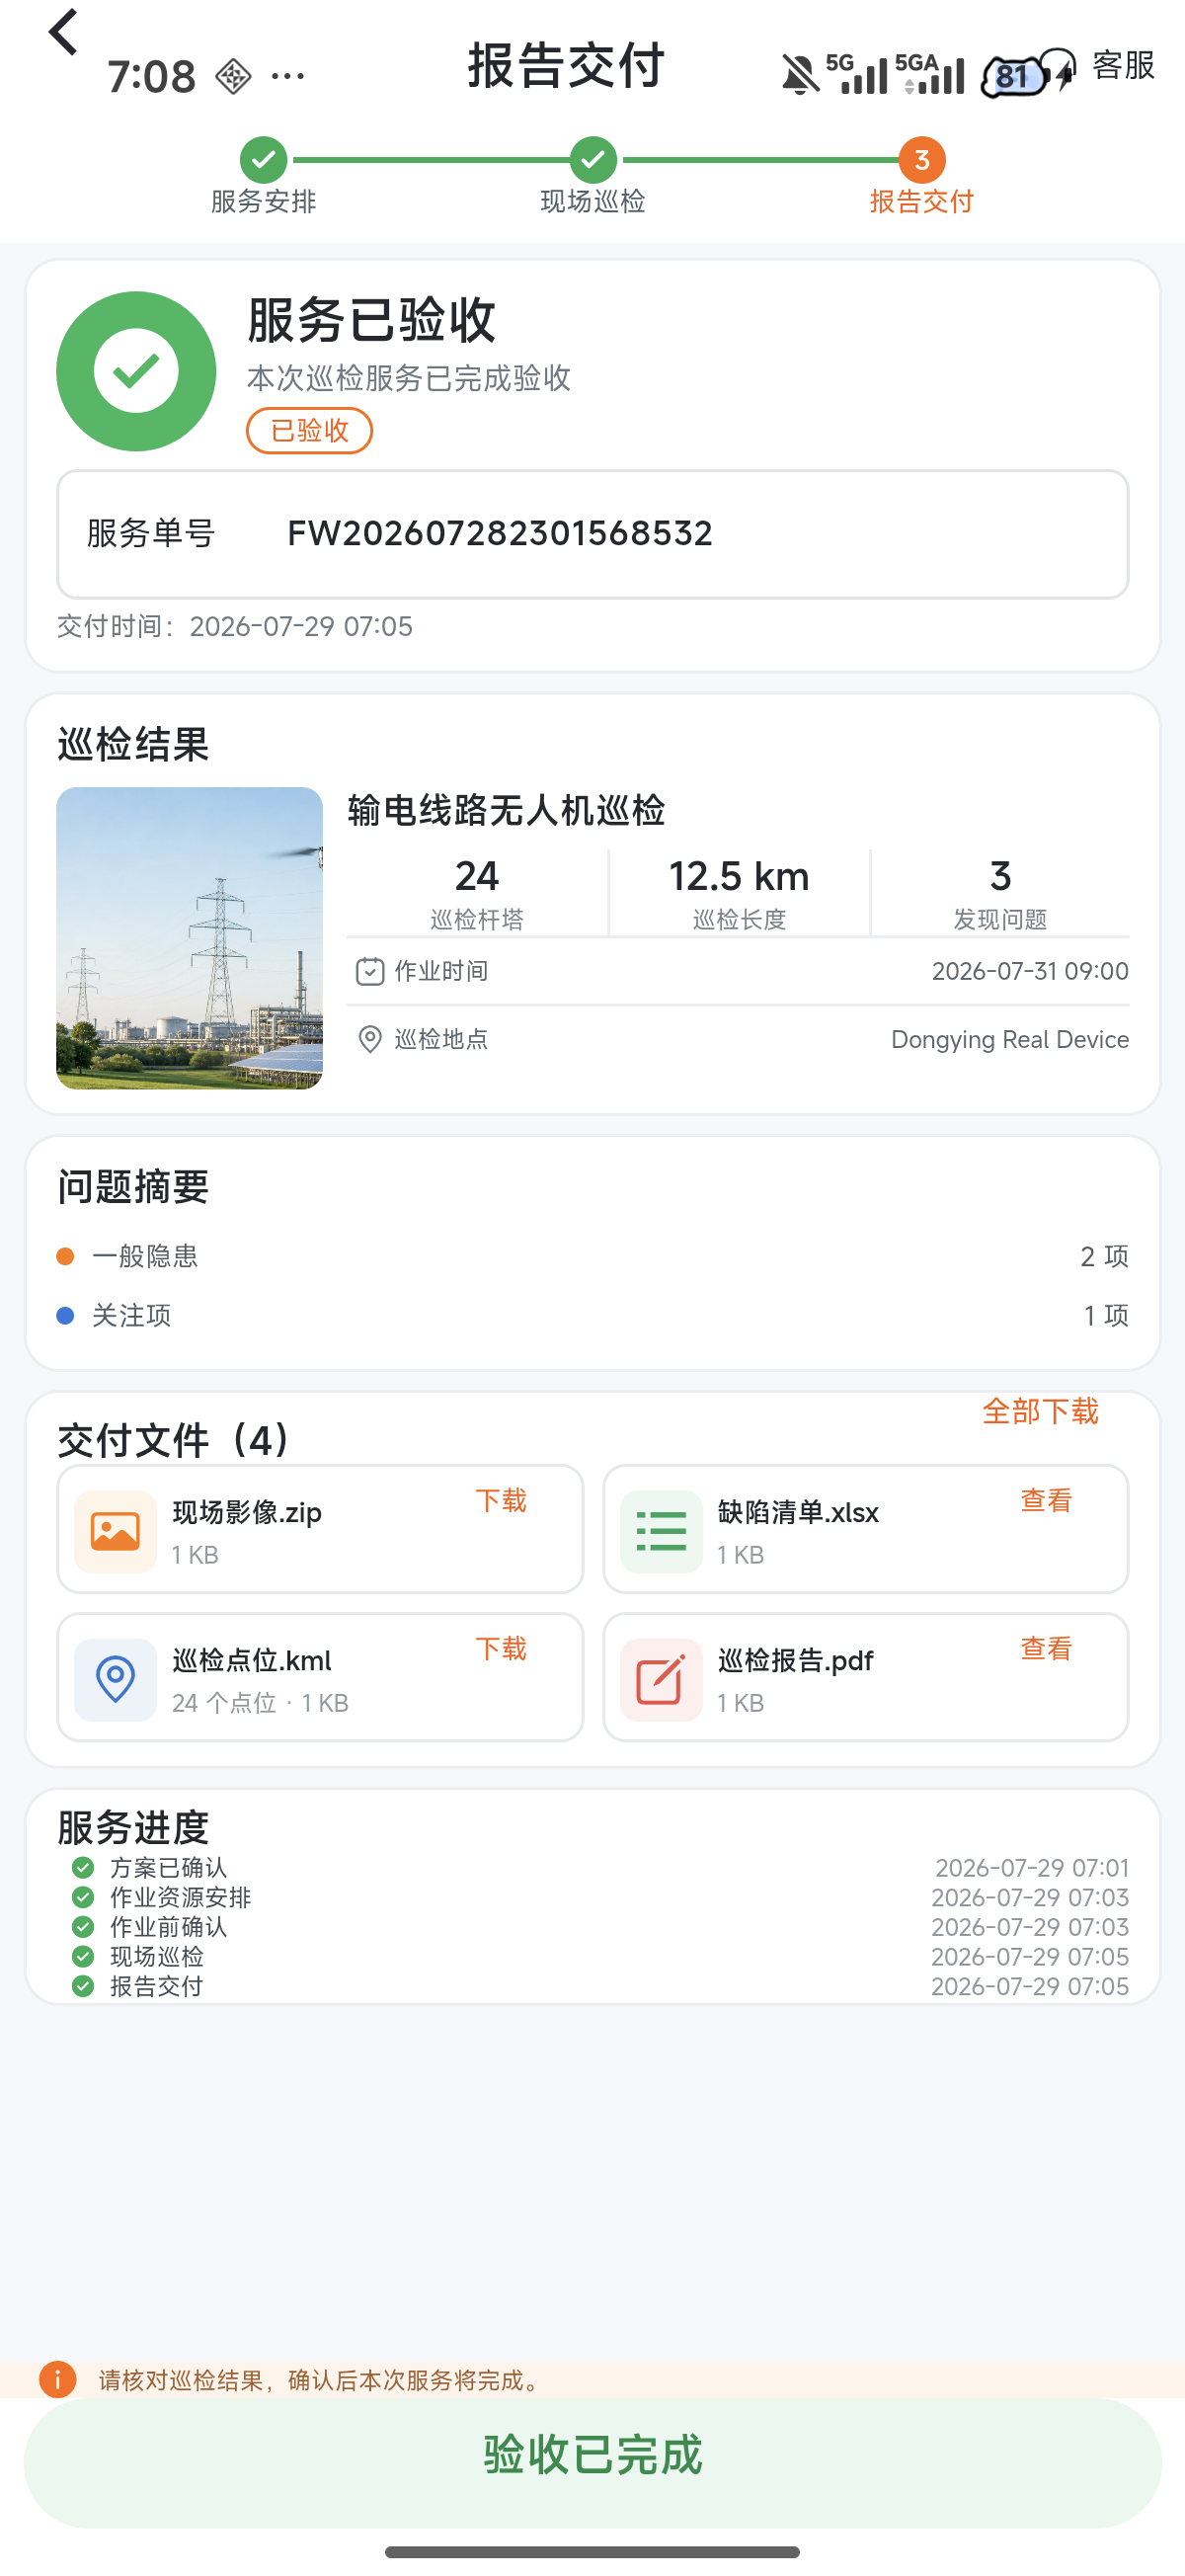 7:08 ...
报告交付
5G 5GA 81 客服
3
服务安排 现场巡检 报告交付
服务已验收
本次巡检服务已完成验收
已验收
服务单号 FW202607282301568532
交付时间：2026-07-29 07:05
巡检结果
输电线路无人机巡检
24 12.5 km 3
巡检杆塔 巡检长度 发现问题
作业时间 2026-07-31 09:00
巡检地点 Dongying Real Device
问题摘要
一般隐患 2 项
关注项 1 项
全部下载
交付文件（4）
现场影像.zip 下载
1 KB
缺陷清单.xlsx 查看
1 KB
巡检点位.kml 下载
24 个点位 · 1 KB
巡检报告.pdf 查看
1 KB
服务进度
方案已确认 2026-07-29 07:01
作业资源安排 2026-07-29 07:03
作业前确认 2026-07-29 07:03
现场巡检 2026-07-29 07:05
报告交付 2026-07-29 07:05
请核对巡检结果，确认后本次服务将完成。
验收已完成